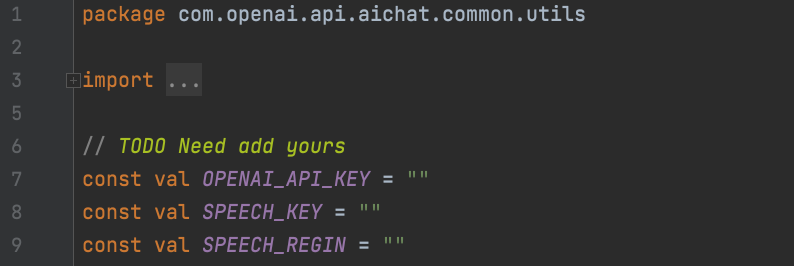 1 package com.openai.api.aichat.common.utils
2
3 import ...
5
6 // TODO Need add yours
7 const val OPENAI_API_KEY = ""
8 const val SPEECH_KEY = ""
9 const val SPEECH_REGIN = ""